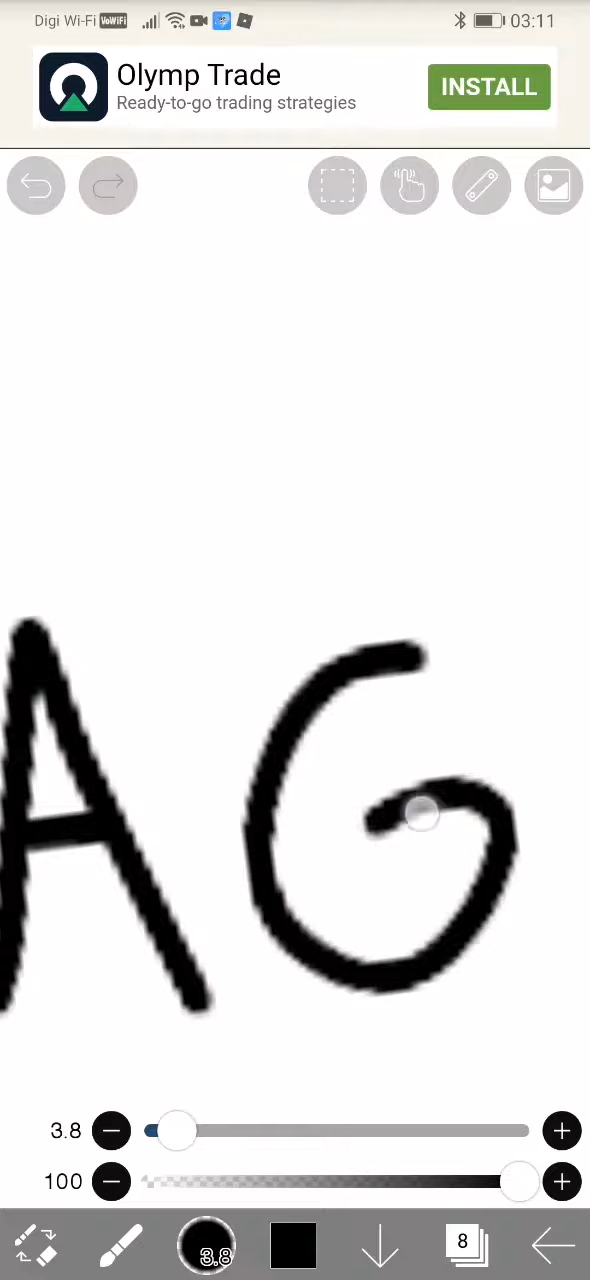 Digi Wi-Fi VoWiFi 03:11
Olymp Trade
Ready-to-go trading strategies
INSTALL
AG
3.8
100
3.8
8